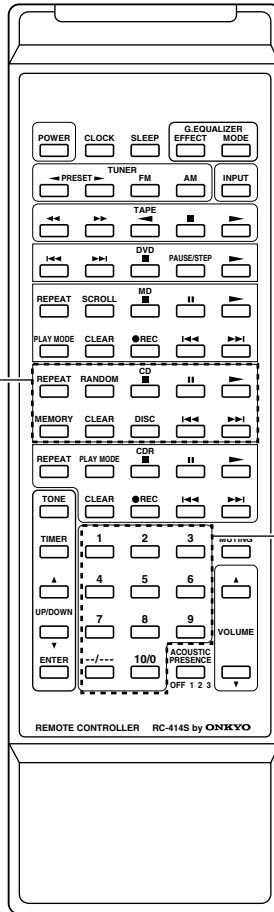 G.EQUALIZER
POWER CLOCK SLEEP EFFECT MODE
TUNER
PRESET FM AM INPUT
TAPE
DVD
PAUSE/STEP
MD
REPEAT SCROLL
PLAY MODE CLEAR ●REC
CD
REPEAT RANDOM
MEMORY CLEAR DISC
CDR
REPEAT PLAY MODE
TONE CLEAR ●REC
TIMER 1 2 3 MUTING
4 5 6
UP/DOWN VOLUME
7 8 9
ENTER --/--- 10/0 ACOUSTIC
PRESENCE
OFF 1 2 3
REMOTE CONTROLLER RC-414S by ONKYO